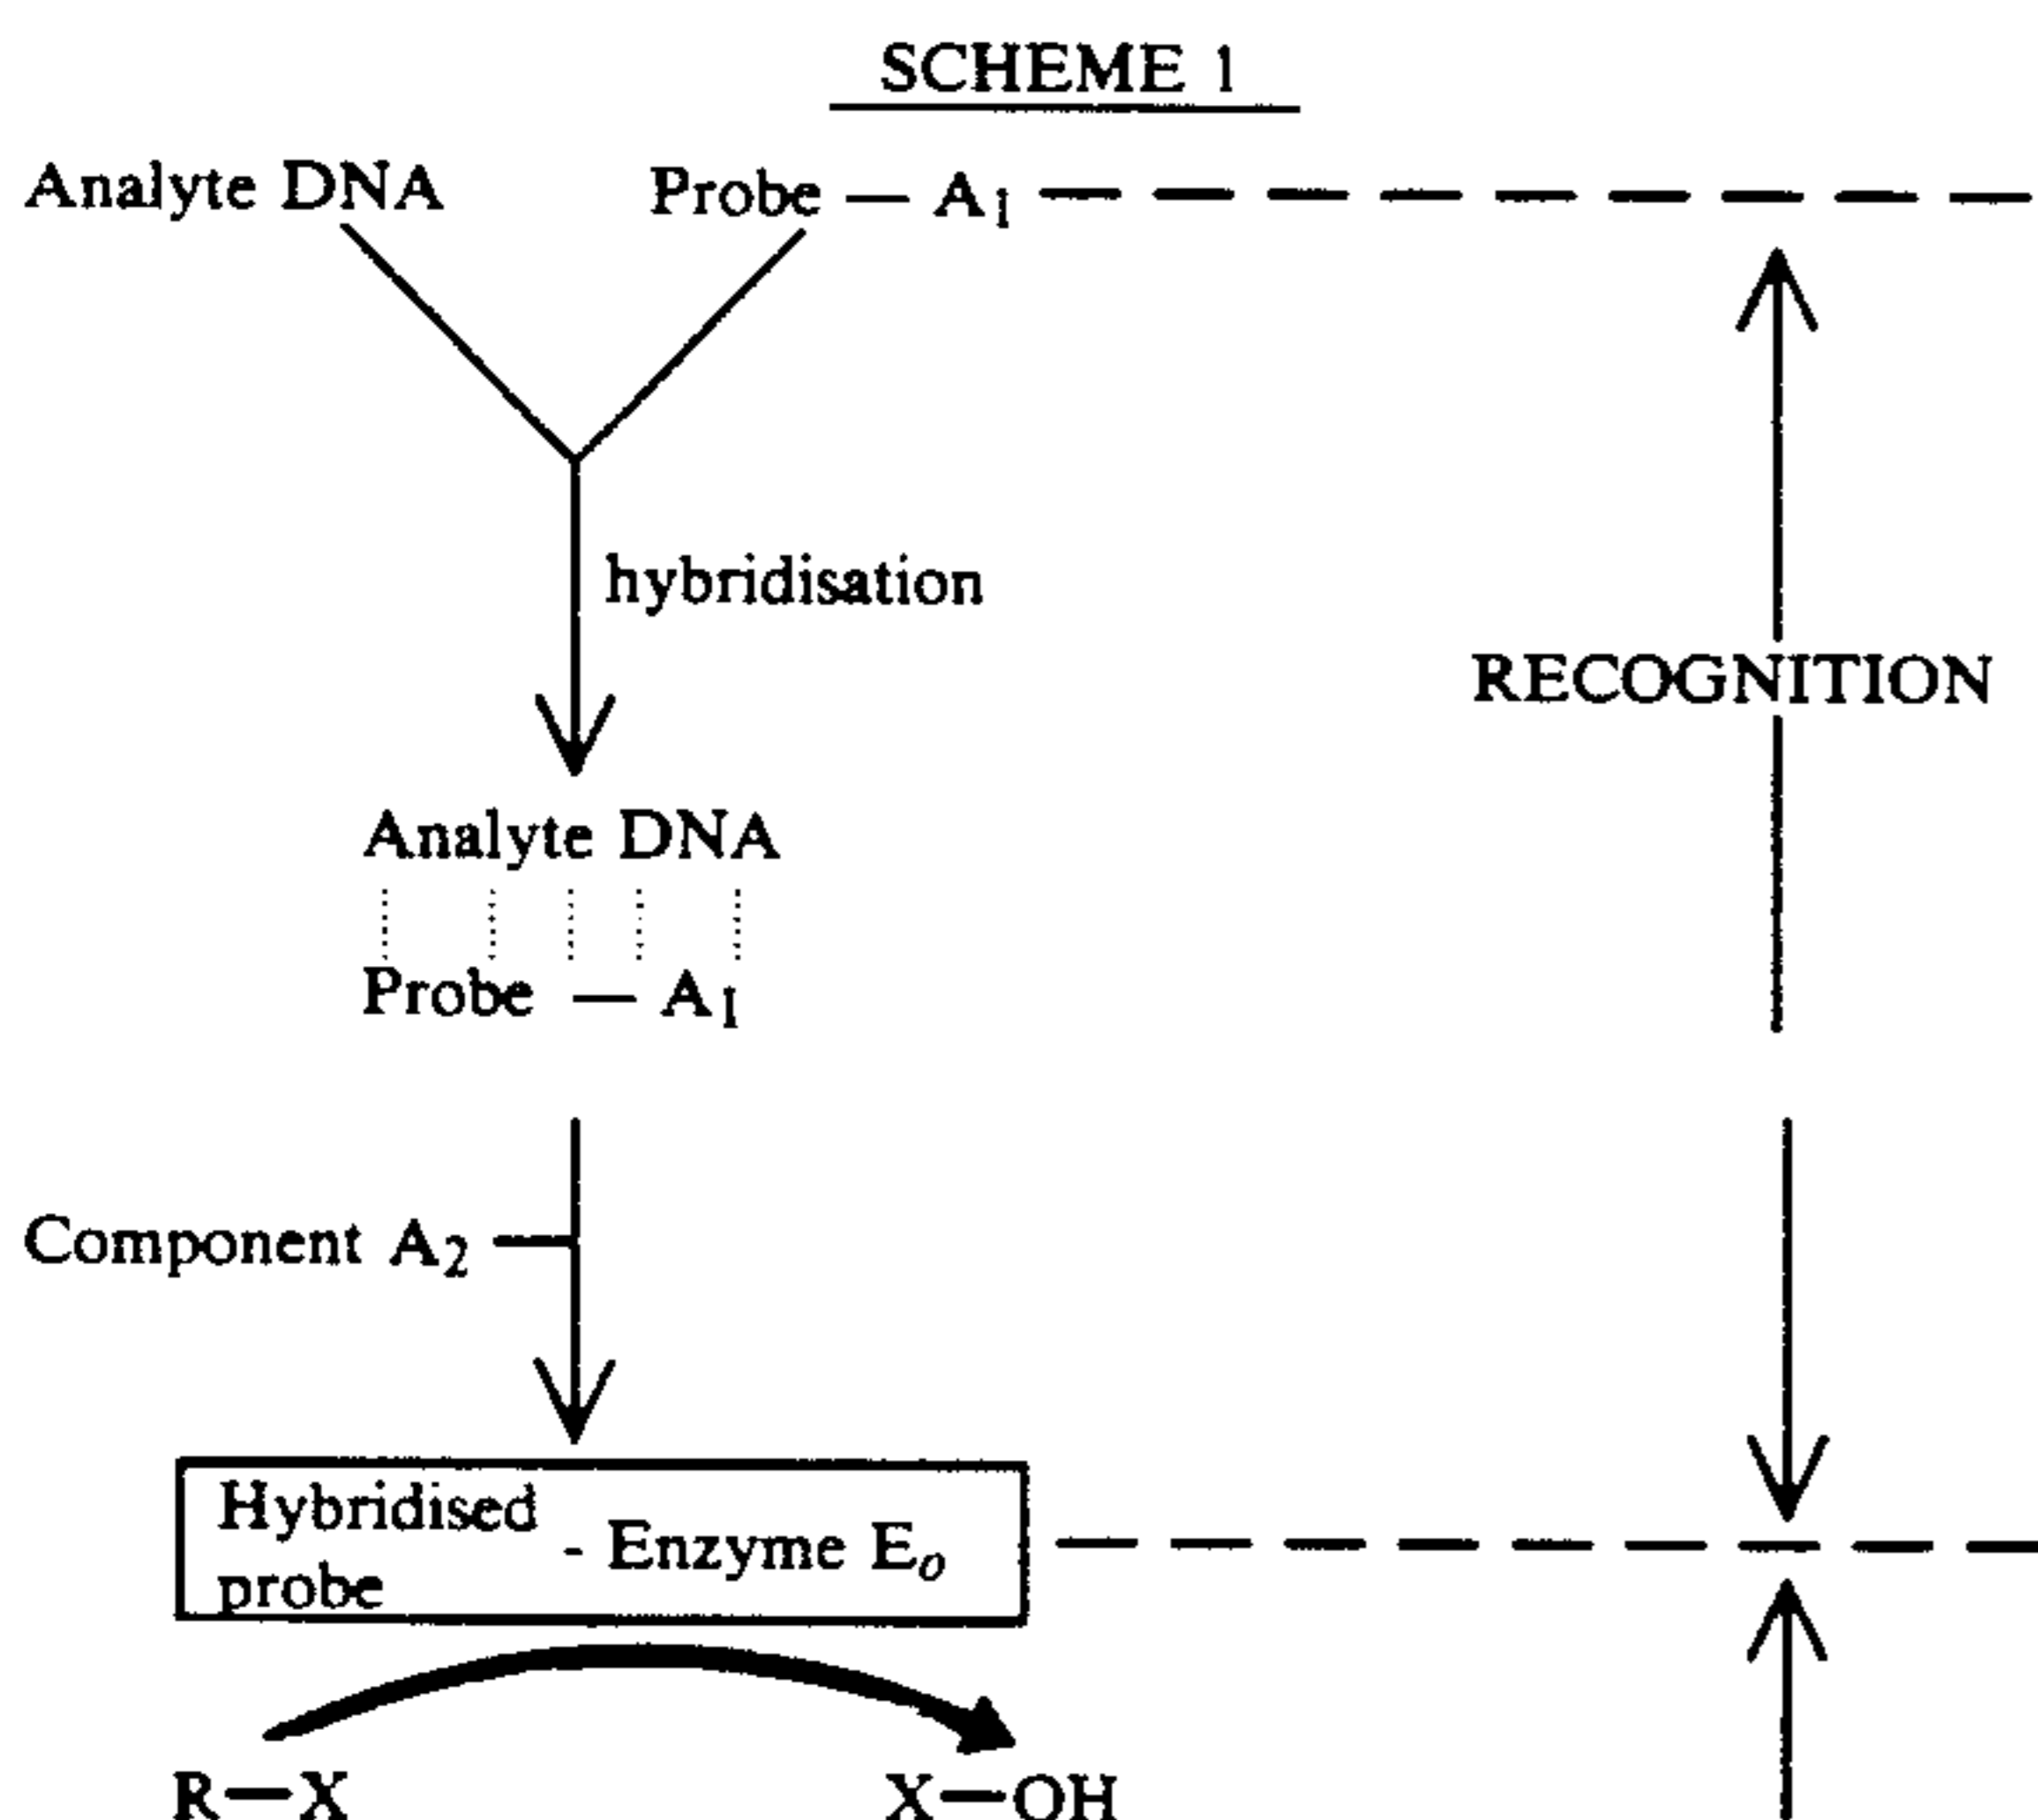 SCHEME 1
Analyte DNA Probe — A₁
hybridisation
RECOGNITION
Analyte DNA
Probe — A₁
Component A₂
Hybridised
probe - Enzyme Eₒ
R—X X—OH